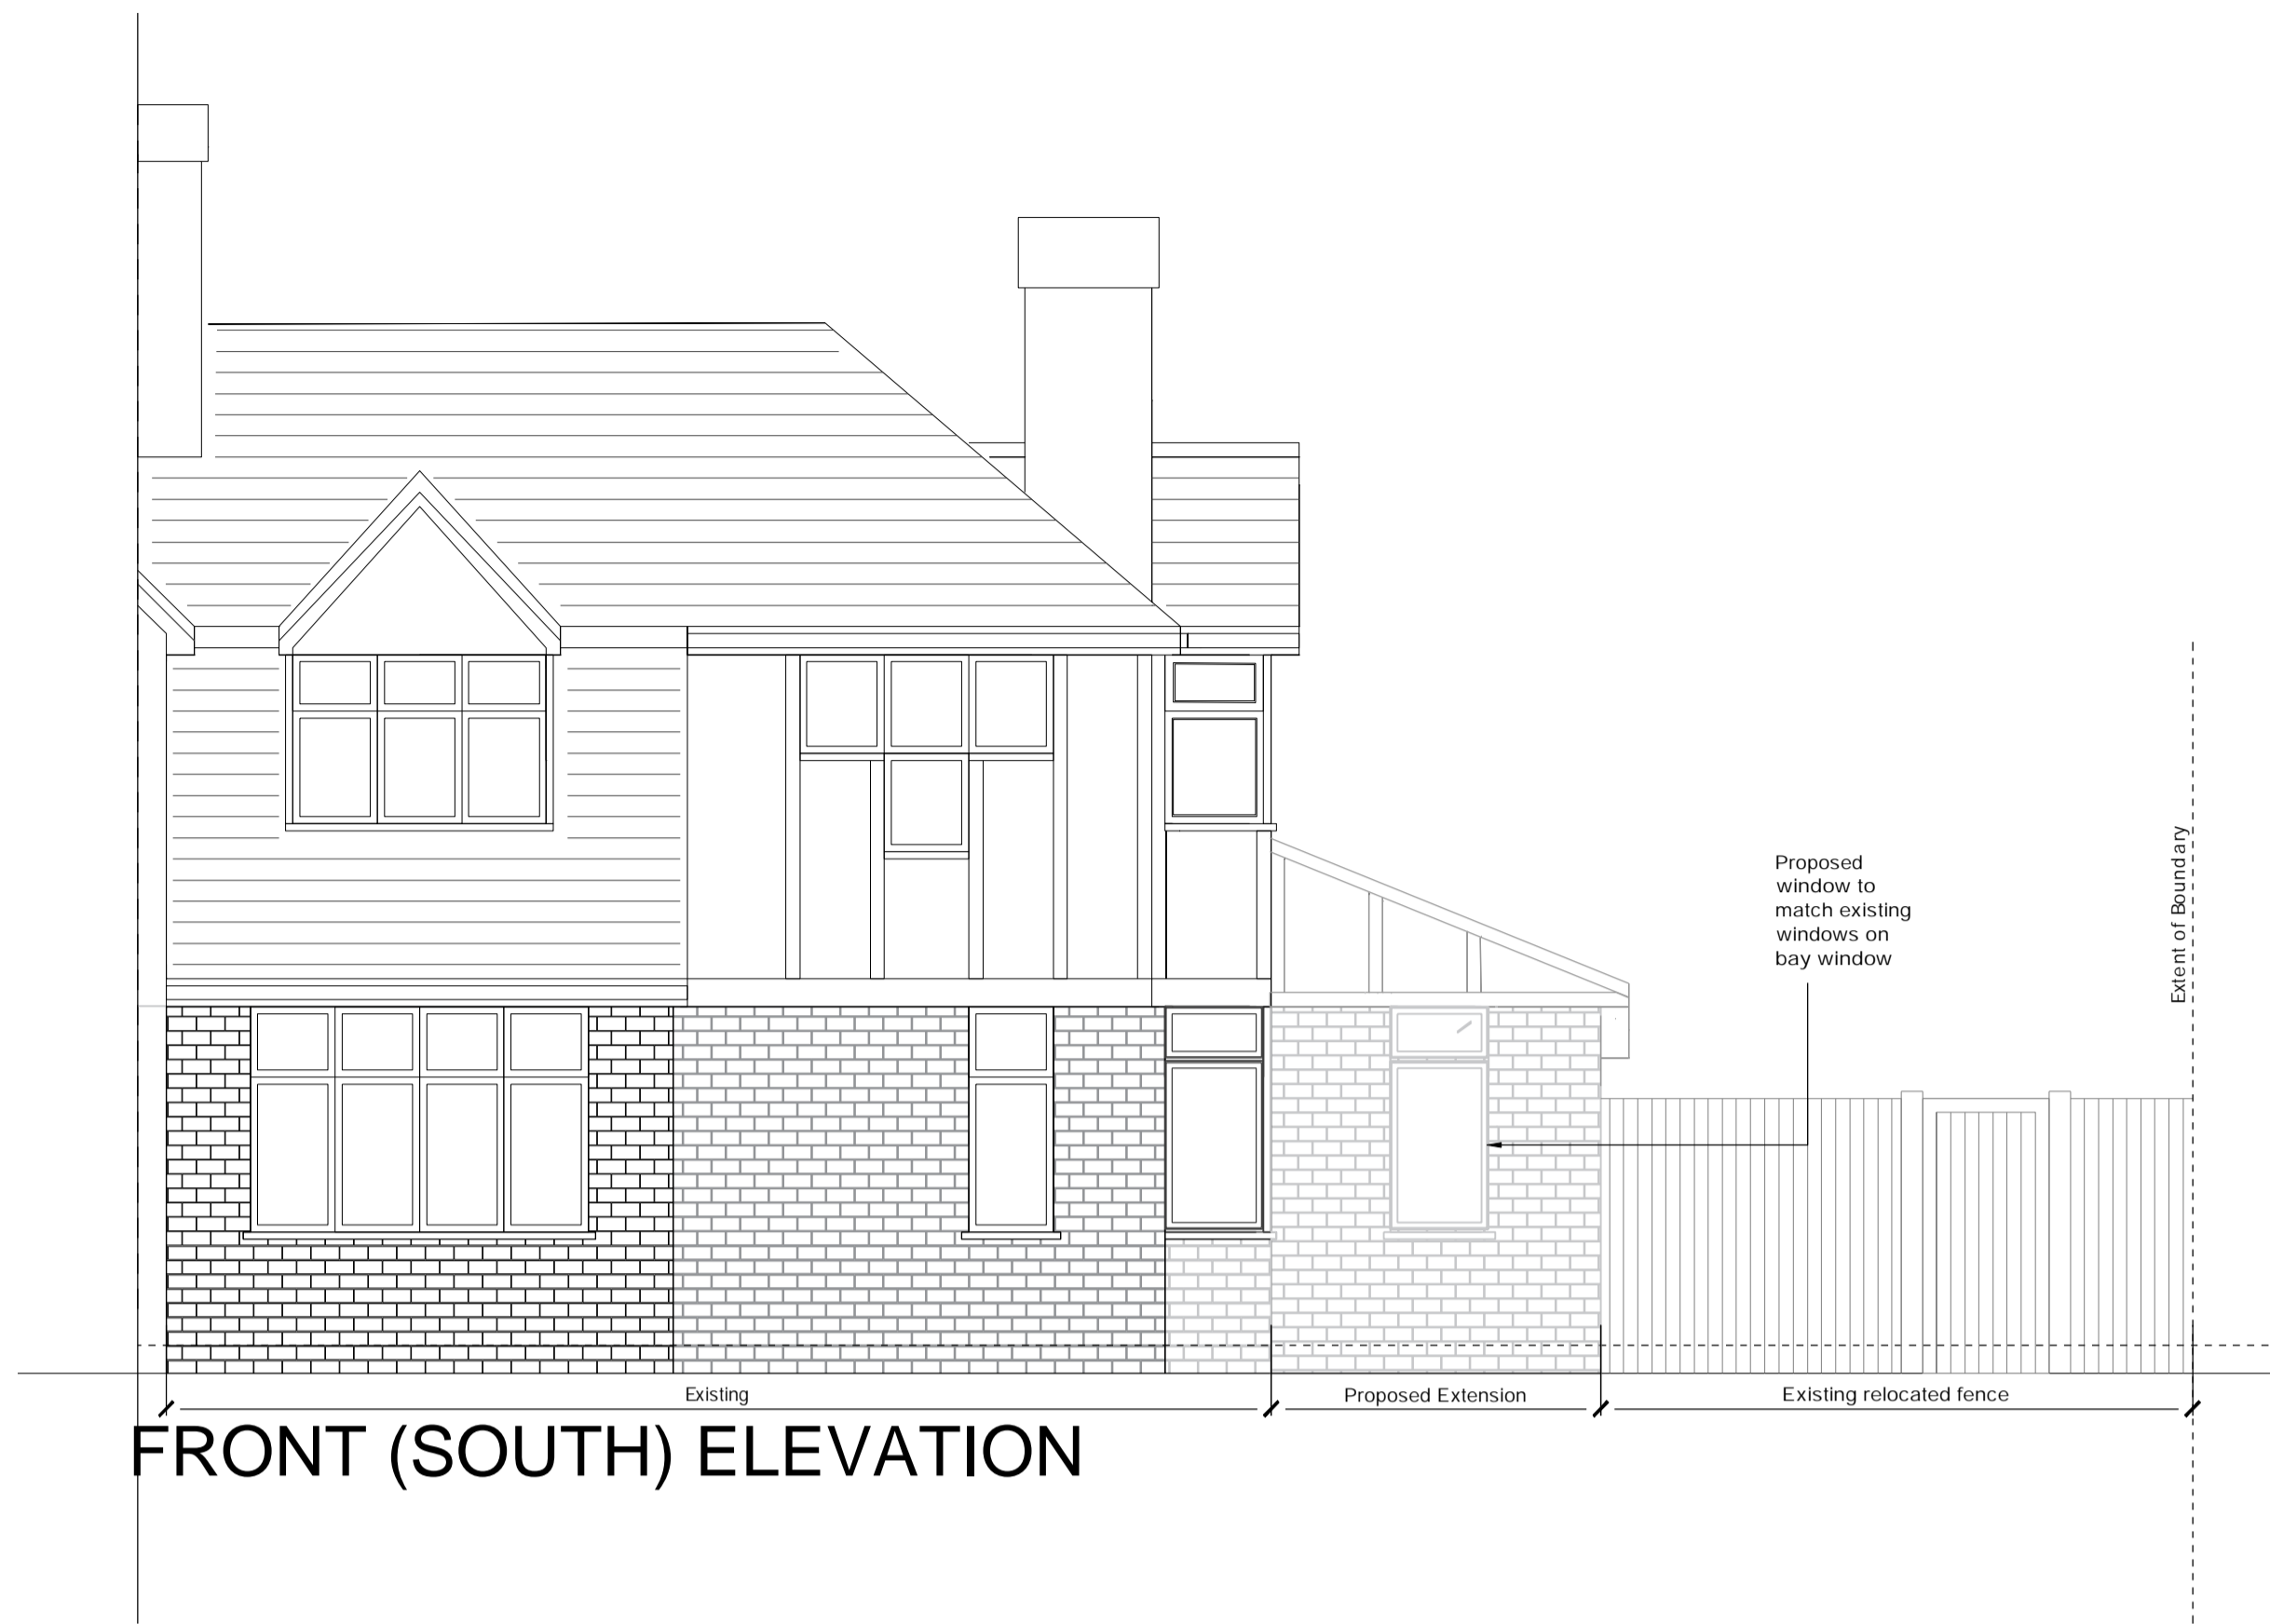 Proposed
window to
match existing
windows on
bay window
Extent of Boundary
Existing
Proposed Extension
Existing relocated fence
FRONT (SOUTH) ELEVATION